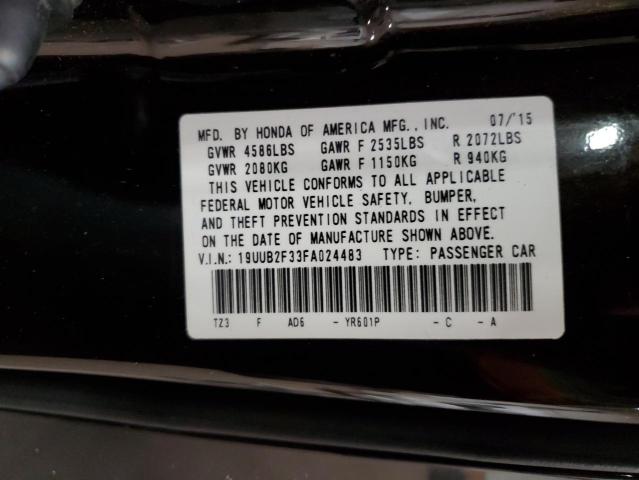 MFD. BY HONDA OF AMERICA MFG., INC. 07/'15
GVWR 4586LBS GAWR F 2535LBS R 2072LBS
GVWR 2080KG GAWR F 1150KG R 940KG
THIS VEHICLE CONFORMS TO ALL APPLICABLE
FEDERAL MOTOR VEHICLE SAFETY, BUMPER,
AND THEFT PREVENTION STANDARDS IN EFFECT
ON THE DATE OF MANUFACTURE SHOWN ABOVE.
V.I.N.: 19UUB2F33FA024483 TYPE: PASSENGER CAR
TZ3 F AD6 - YR601P - C - A